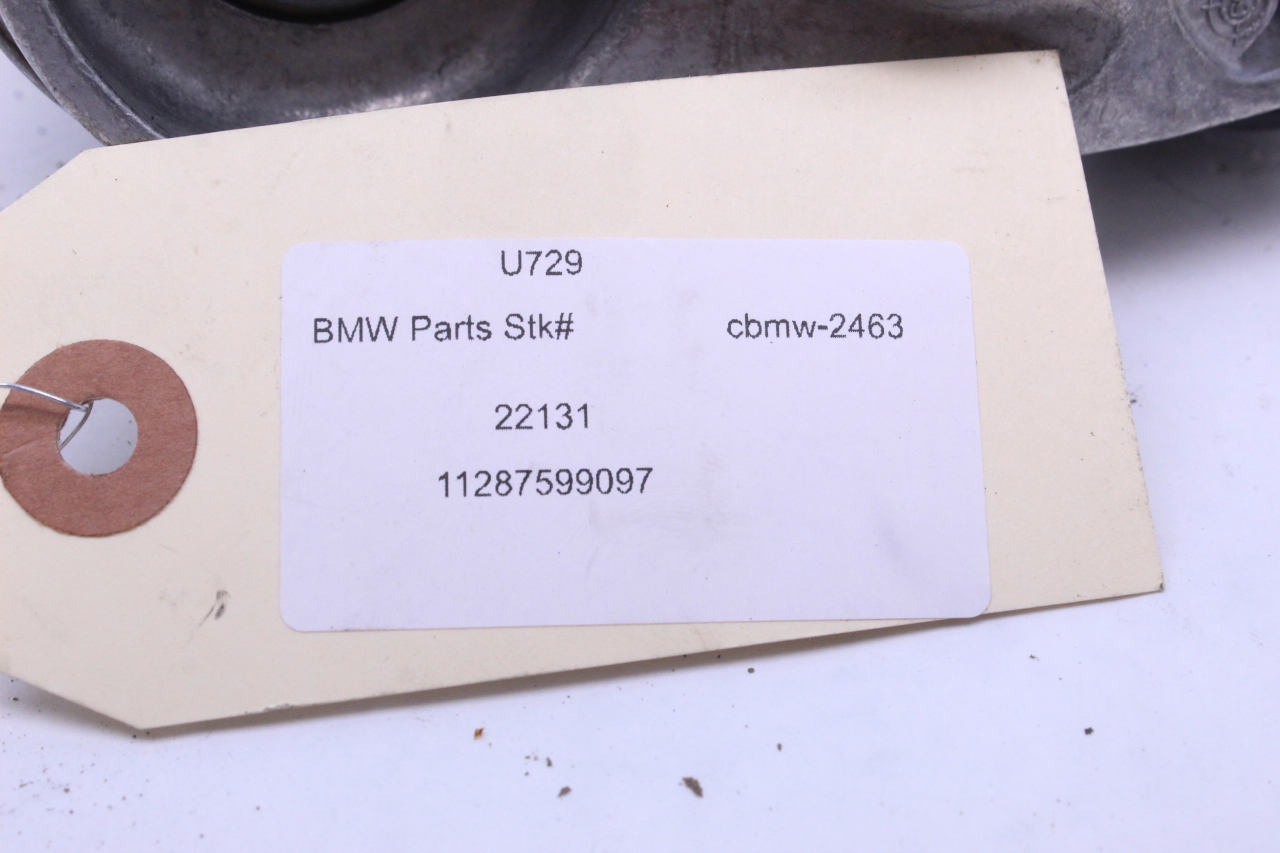 U729
BMW Parts Stk# cbmw-2463
22131
11287599097